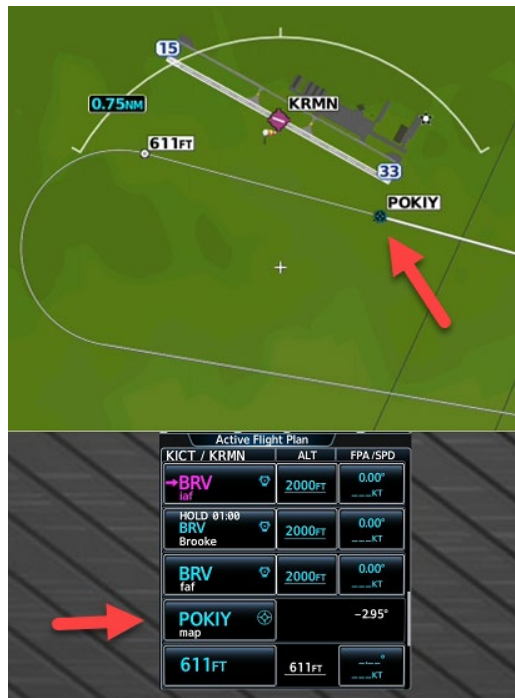 15
0.75NM
KRMN
611FT
33
POKIY
Active Flight Plan
KICT / KRMN ALT FPA/SPD
BRV 2000FT 0.00°
iaf ___KT
HOLD 01:00
BRV 2000FT 0.00°
Brooke ___KT
BRV 2000FT 0.00°
faf ___KT
POKIY -2.95°
map
611FT 611FT __.__°
___KT